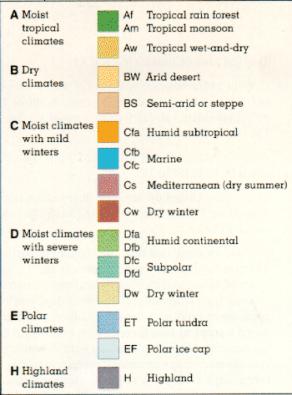 A Moist tropical climates
Af Tropical rain forest
Am Tropical monsoon
Aw Tropical wet-and-dry
B Dry climates
BW Arid desert
BS Semi-arid or steppe
C Moist climates with mild winters
Cfa Humid subtropical
Cfb
Cfc Marine
Cs Mediterranean (dry summer)
Cw Dry winter
D Moist climates with severe winters
Dfa
Dfb Humid continental
Dfc
Dfd Subpolar
Dw Dry winter
E Polar climates
ET Polar tundra
EF Polar ice cap
H Highland climates
H Highland